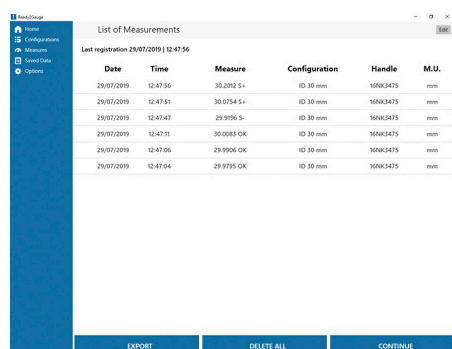 Ready2Gauge
Home
Configurations
Measures
Saved Data
Options
List of Measurements
Edit
Last registration 29/07/2019 | 12:47:56
Date Time Measure Configuration Handle M.U.
29/07/2019 12:47:56 30.2012 S+ ID 30 mm 16NK3475 mm
29/07/2019 12:47:51 30.0754 S+ ID 30 mm 16NK3475 mm
29/07/2019 12:47:47 29.9196 S- ID 30 mm 16NK3475 mm
29/07/2019 12:47:11 30.0083 OK ID 30 mm 16NK3475 mm
29/07/2019 12:47:06 29.9906 OK ID 30 mm 16NK3475 mm
29/07/2019 12:47:04 29.9795 OK ID 30 mm 16NK3475 mm
EXPORT DELETE ALL CONTINUE